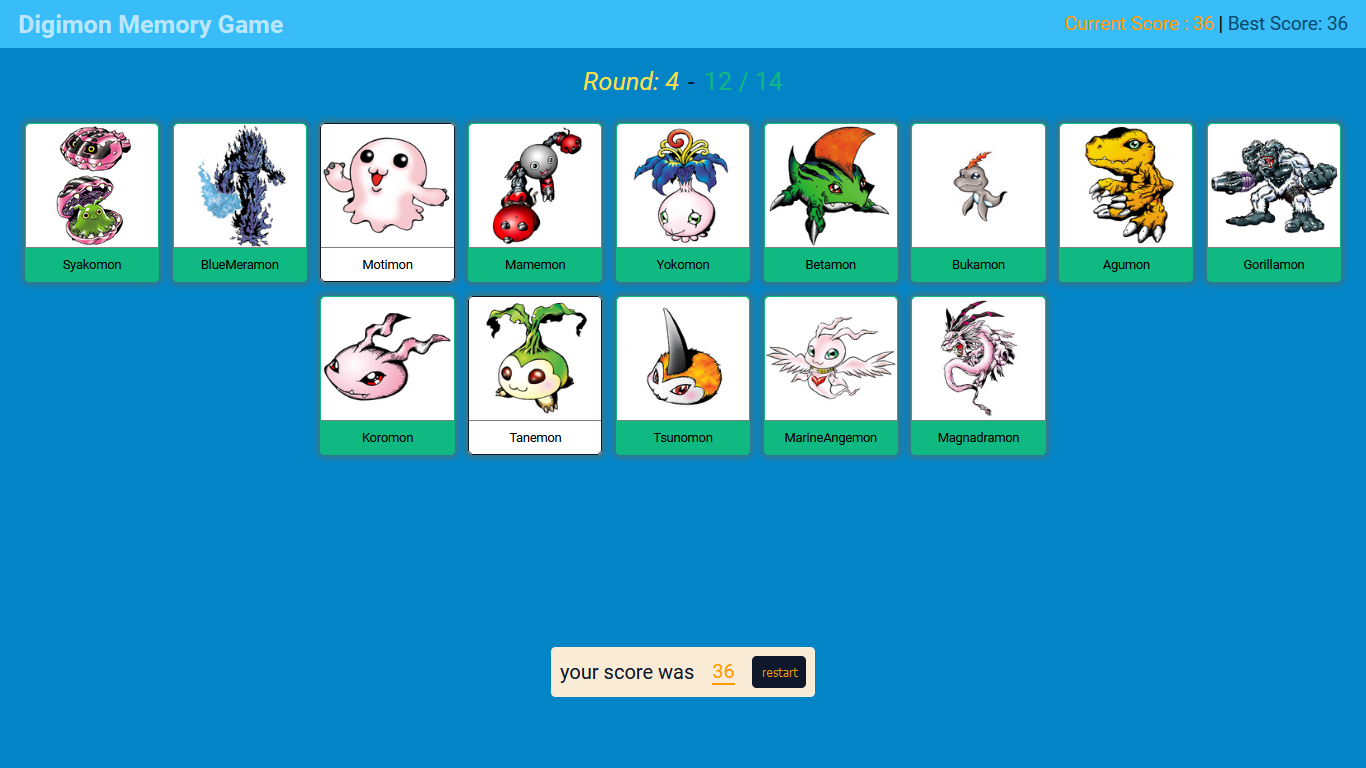 Digimon Memory Game
Current Score : 36 | Best Score: 36
Round: 4 - 12 / 14
Syakomon
BlueMeramon
Motimon
Mamemon
Yokomon
Betamon
Bukamon
Agumon
Gorillamon
Koromon
Tanemon
Tsunomon
MarineAngemon
Magnadramon
your score was 36 restart